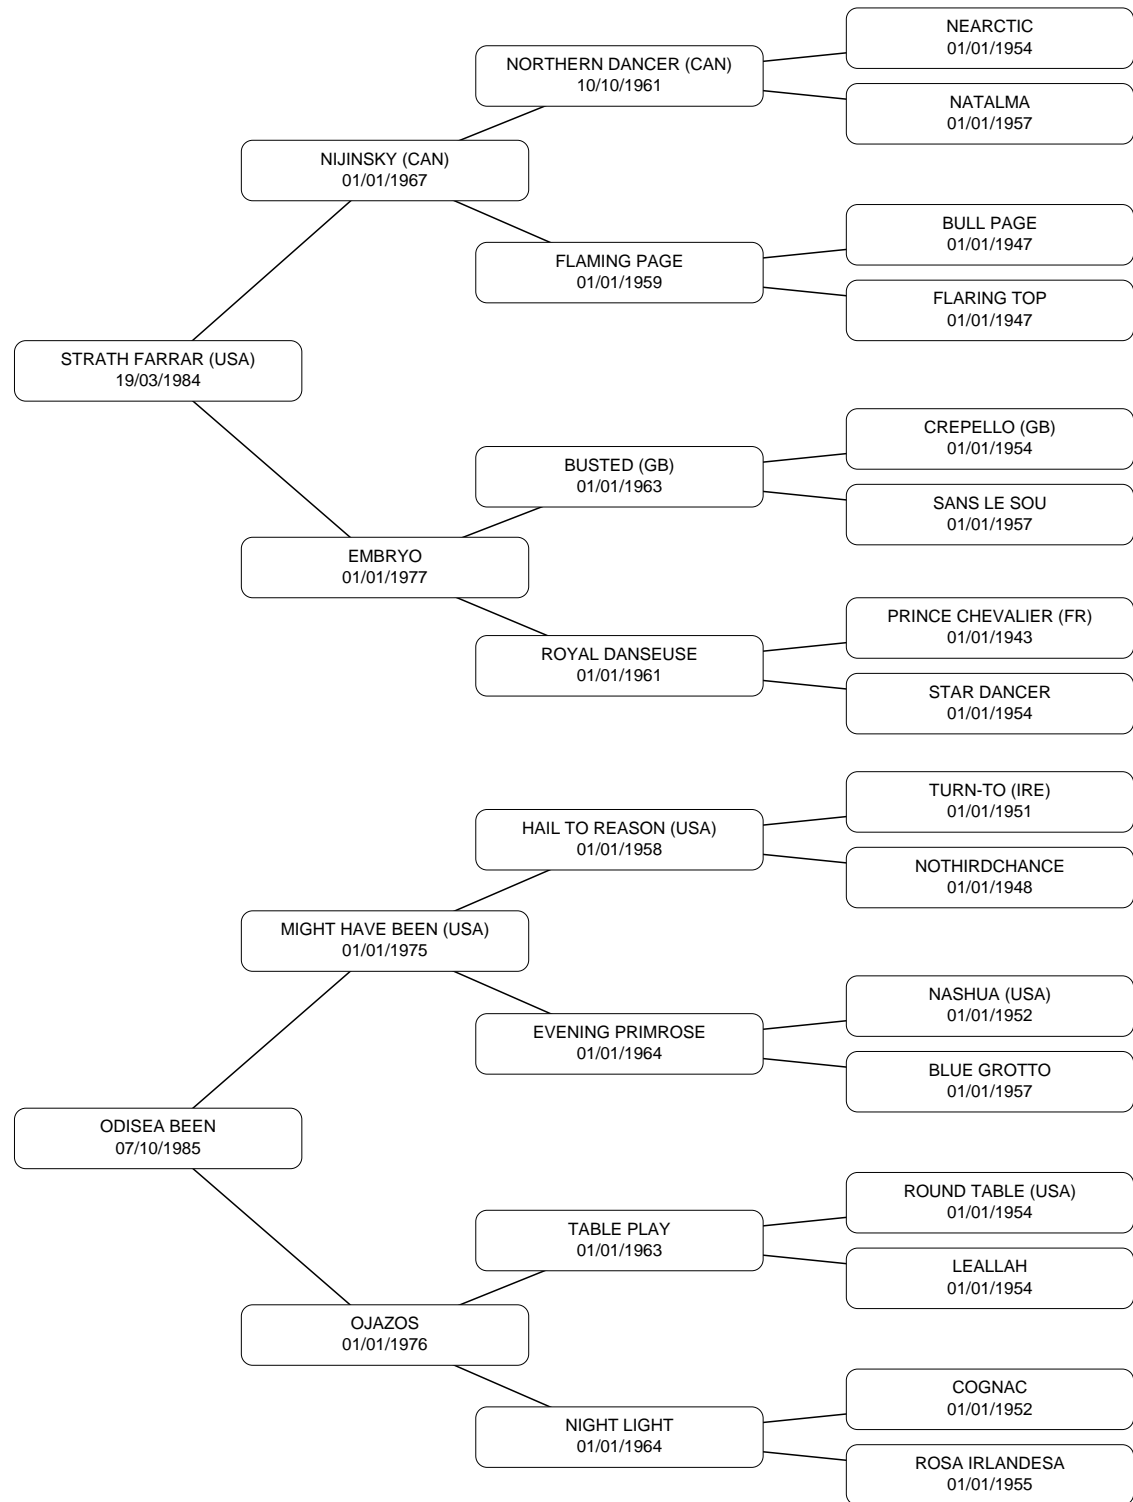 NEARCTIC
01/01/1954
NORTHERN DANCER (CAN)
10/10/1961
NATALMA
01/01/1957
NIJINSKY (CAN)
01/01/1967
BULL PAGE
01/01/1947
FLAMING PAGE
01/01/1959
FLARING TOP
01/01/1947
STRATH FARRAR (USA)
19/03/1984
CREPELLO (GB)
01/01/1954
BUSTED (GB)
01/01/1963
SANS LE SOU
01/01/1957
EMBRYO
01/01/1977
PRINCE CHEVALIER (FR)
01/01/1943
ROYAL DANSEUSE
01/01/1961
STAR DANCER
01/01/1954
TURN-TO (IRE)
01/01/1951
HAIL TO REASON (USA)
01/01/1958
NOTHIRDCHANCE
01/01/1948
MIGHT HAVE BEEN (USA)
01/01/1975
NASHUA (USA)
01/01/1952
EVENING PRIMROSE
01/01/1964
BLUE GROTTO
01/01/1957
ODISEA BEEN
07/10/1985
ROUND TABLE (USA)
01/01/1954
TABLE PLAY
01/01/1963
LEALLAH
01/01/1954
OJAZOS
01/01/1976
COGNAC
01/01/1952
NIGHT LIGHT
01/01/1964
ROSA IRLANDESA
01/01/1955